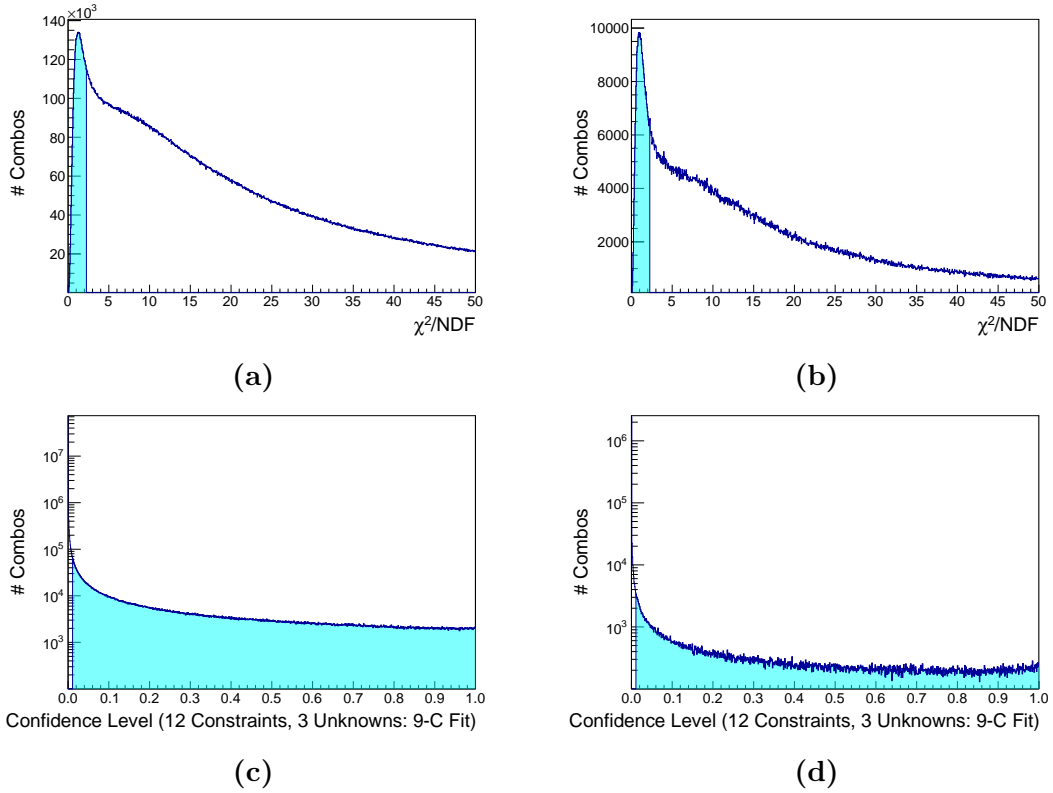 ×10³
140
120
100
80
60
40
20
0
# Combos
0 5 10 15 20 25 30 35 40 45 50
χ²/NDF
(a)
10000
8000
6000
4000
2000
# Combos
0 5 10 15 20 25 30 35 40 45 50
χ²/NDF
(b)
10⁷
10⁶
10⁵
10⁴
10³
0
# Combos
0.0 0.1 0.2 0.3 0.4 0.5 0.6 0.7 0.8 0.9 1.0
Confidence Level (12 Constraints, 3 Unknowns: 9-C Fit)
(c)
10⁶
10⁵
10⁴
10³
# Combos
0.0 0.1 0.2 0.3 0.4 0.5 0.6 0.7 0.8 0.9 1.0
Confidence Level (12 Constraints, 3 Unknowns: 9-C Fit)
(d)